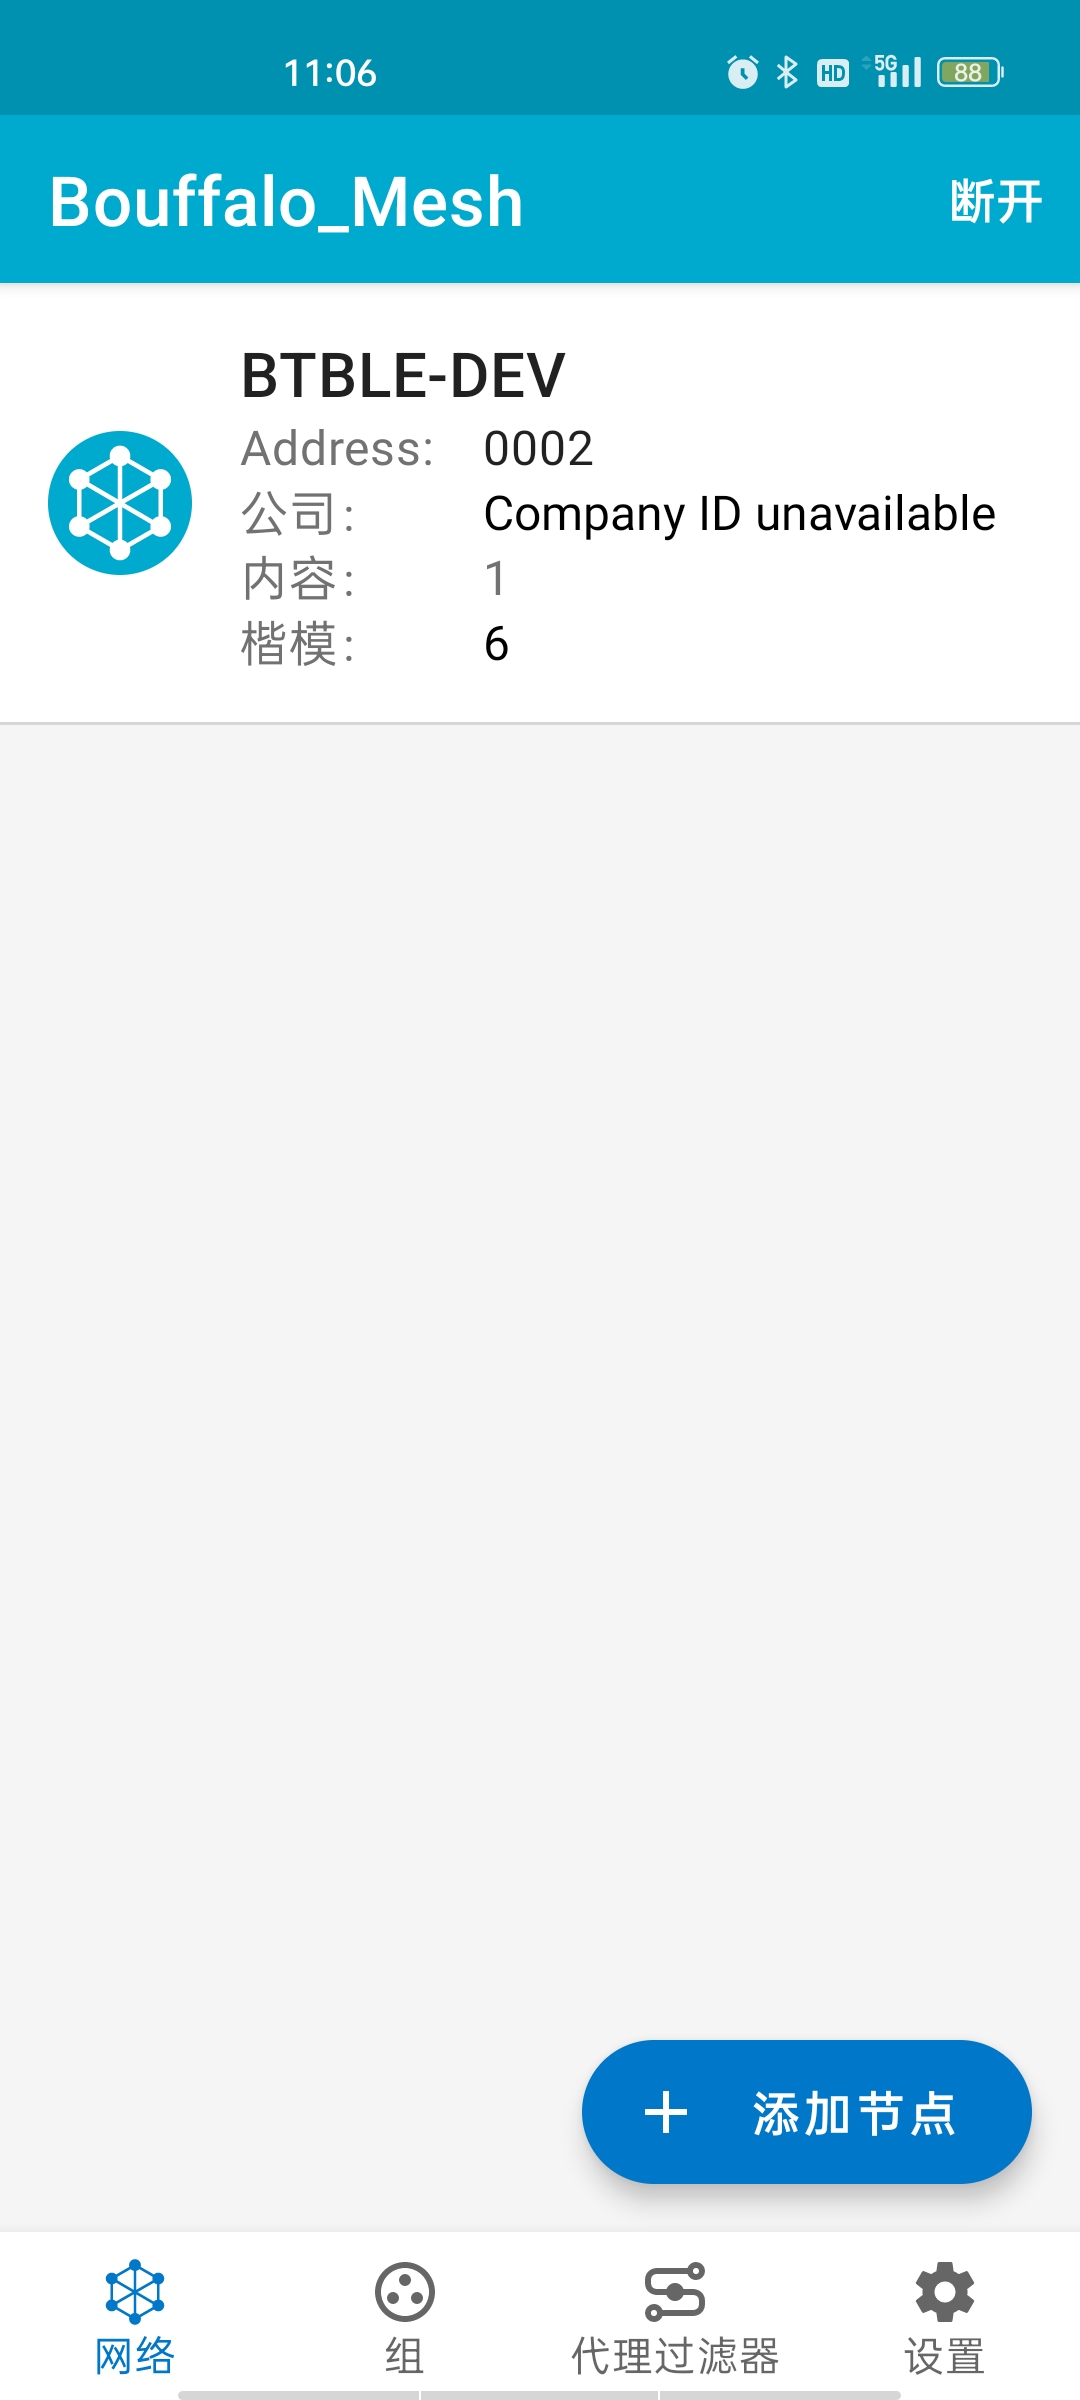 11:06 HD 5G 88
Bouffalo_Mesh 断开
BTBLE-DEV
Address: 0002
公司: Company ID unavailable
内容: 1
楷模: 6
添加节点
网络 组 代理过滤器 设置